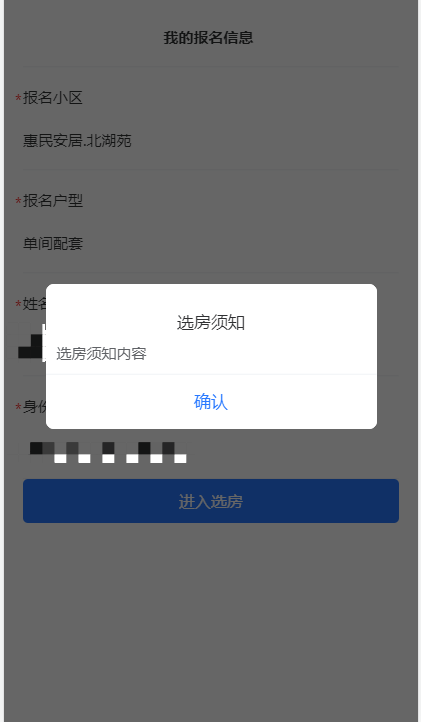 我的报名信息
*报名小区
惠民安居.北湖苑
*报名户型
单间配套
*姓名
选房须知
选房须知内容
*身份
确认
进入选房